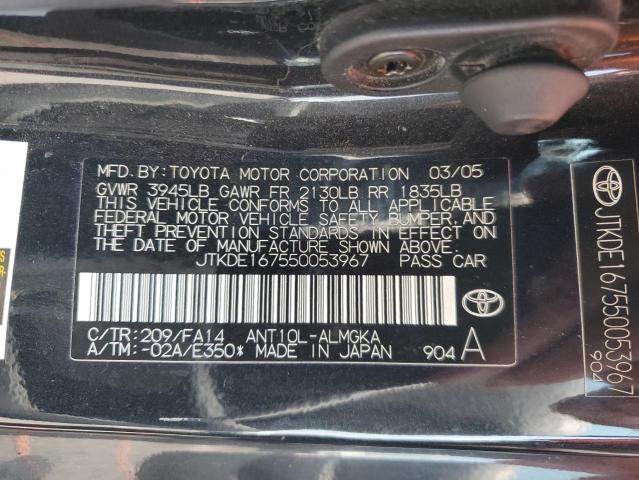 MFD.BY:TOYOTA MOTOR CORPORATION 03/05
GVWR 3945LB GAWR FR 2130LB RR 1835LB
THIS VEHICLE CONFORMS TO ALL APPLICABLE
FEDERAL MOTOR VEHICLE SAFETY, BUMPER, AND
THEFT PREVENTION STANDARDS IN EFFECT ON
THE DATE OF MANUFACTURE SHOWN ABOVE.
JTKDE167550053967 PASS CAR
C/TR:209/FA14 ANT10L-ALMGKA
A/TM:-02A/E350* MADE IN JAPAN 904 A
JTKDE167550053967
904